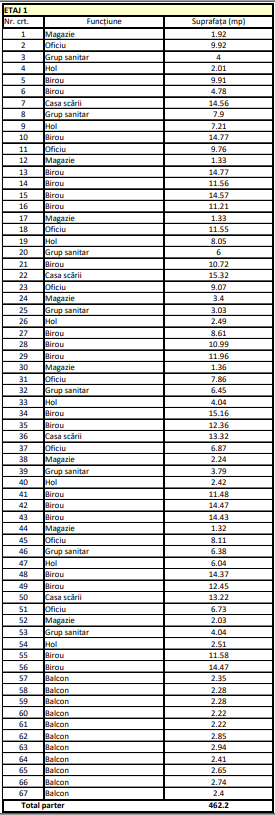 ETAJ 1
Nr. crt. Funcțiune Suprafața (mp)
1 Magazie 1.92
2 Oficiu 9.92
3 Grup sanitar 4
4 Hol 2.01
5 Birou 9.91
6 Birou 4.78
7 Casa scării 14.56
8 Grup sanitar 7.9
9 Hol 7.21
10 Birou 14.77
11 Oficiu 9.76
12 Magazie 1.33
13 Birou 14.77
14 Birou 11.56
15 Birou 14.57
16 Birou 11.21
17 Magazie 1.33
18 Oficiu 11.55
19 Hol 8.05
20 Grup sanitar 6
21 Birou 10.72
22 Casa scării 15.32
23 Oficiu 9.07
24 Magazie 3.4
25 Grup sanitar 3.03
26 Hol 2.49
27 Birou 8.61
28 Birou 10.99
29 Birou 11.96
30 Magazie 1.36
31 Oficiu 7.86
32 Grup sanitar 6.45
33 Hol 4.04
34 Birou 15.16
35 Birou 12.36
36 Casa scării 13.32
37 Oficiu 6.87
38 Magazie 2.24
39 Grup sanitar 3.79
40 Hol 2.42
41 Birou 11.48
42 Birou 14.47
43 Birou 14.43
44 Magazie 1.32
45 Oficiu 8.11
46 Grup sanitar 6.38
47 Hol 6.04
48 Birou 14.37
49 Birou 12.45
50 Casa scării 13.22
51 Oficiu 6.73
52 Magazie 2.03
53 Grup sanitar 4.04
54 Hol 2.51
55 Birou 11.58
56 Birou 14.47
57 Balcon 2.35
58 Balcon 2.28
59 Balcon 2.28
60 Balcon 2.22
61 Balcon 2.22
62 Balcon 2.85
63 Balcon 2.94
64 Balcon 2.41
65 Balcon 2.65
66 Balcon 2.74
67 Balcon 2.4
Total parter 462.2